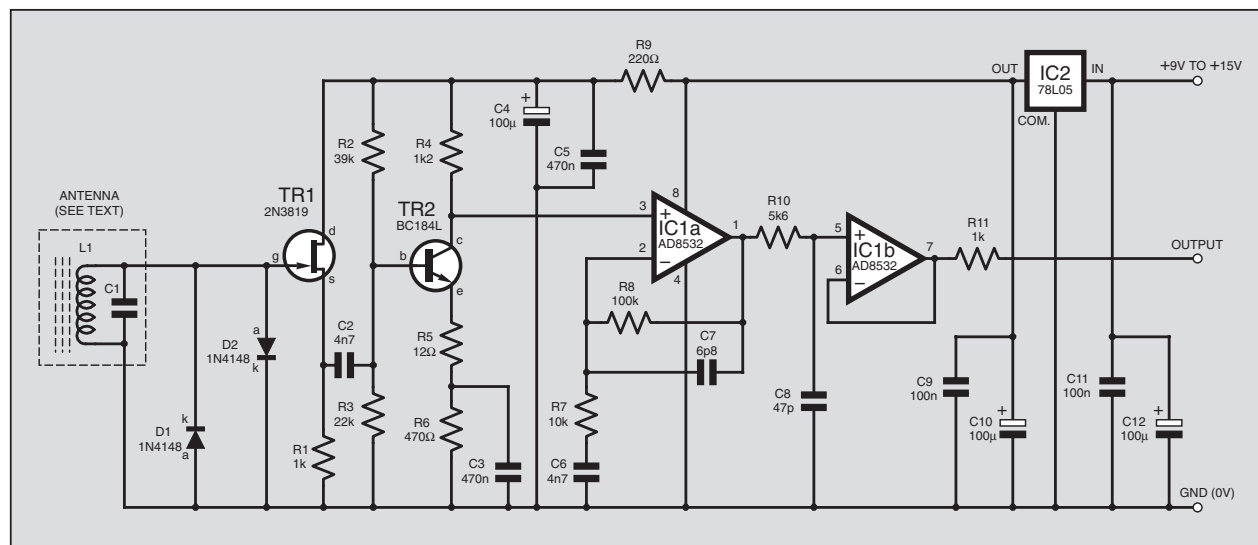 R9
220Ω
OUT
IC2
78L05
IN
+9V TO +15V
COM.
C4
100µ
+
R2
39k
R4
1k2
C5
470n
ANTENNA
(SEE TEXT)
L1
C1
TR1
2N3819
d
g
s
TR2
BC184L
c
b
e
8
3
+
IC1a
AD8532
1
2
−
4
R10
5k6
5
+
IC1b
AD8532
7
6
−
R11
1k
OUTPUT
R8
100k
C7
6p8
C2
4n7
R5
12Ω
a
D2
1N4148
k
k
D1
1N4148
a
R1
1k
R3
22k
R6
470Ω
C3
470n
R7
10k
C6
4n7
C8
47p
C9
100n
+
C10
100µ
C11
100n
+
C12
100µ
GND (0V)